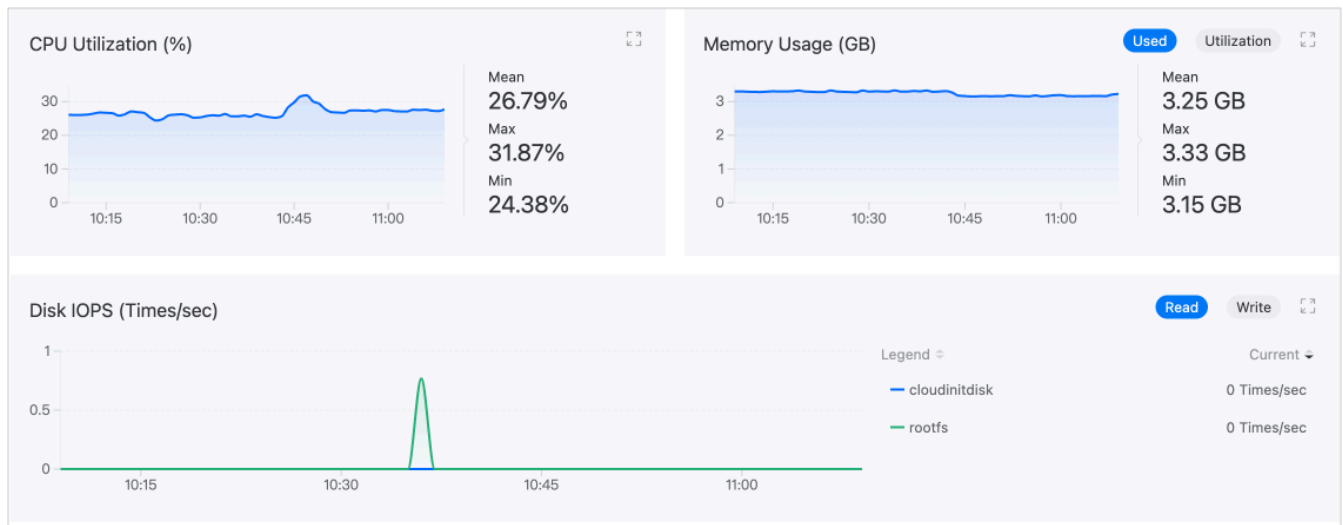 CPU Utilization (%)
30
20
10
0
10:15 10:30 10:45 11:00
Mean
26.79%
Max
31.87%
Min
24.38%
Memory Usage (GB)
Used Utilization
3
2
1
0
10:15 10:30 10:45 11:00
Mean
3.25 GB
Max
3.33 GB
Min
3.15 GB
Disk IOPS (Times/sec)
Read Write
1
0.5
0
10:15 10:30 10:45 11:00
Legend Current
cloudinitdisk 0 Times/sec
rootfs 0 Times/sec